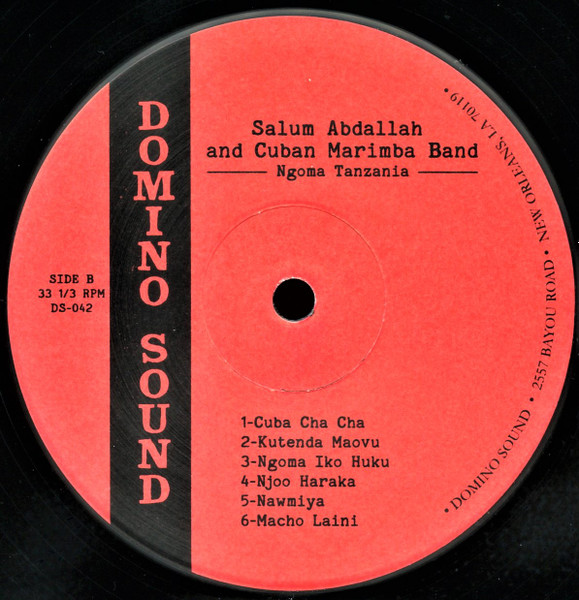 DOMINO SOUND
Salum Abdallah
and Cuban Marimba Band
Ngoma Tanzania
SIDE B
33 1/3 RPM
DS-042
1-Cuba Cha Cha
2-Kutenda Maovu
3-Ngoma Iko Huku
4-Njoo Haraka
5-Nawmiya
6-Macho Laini
• DOMINO SOUND • 2557 BAYOU ROAD • NEW ORLEANS, LA 70119 •